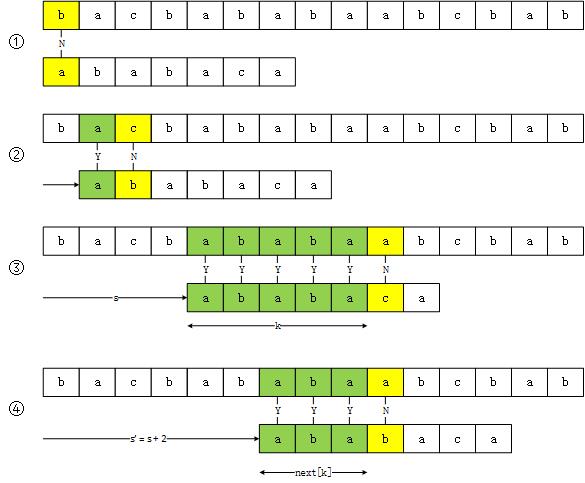 b a c b a b a b a a b c b a b
① N
a b a b a c a
b a c b a b a b a a b c b a b
② Y N
a b a b a c a
b a c b a b a b a a b c b a b
③ Y Y Y Y Y N
s a b a b a c a
k
b a c b a b a b a a b c b a b
④ Y Y Y N
s' = s + 2 a b a b a c a
next[k]